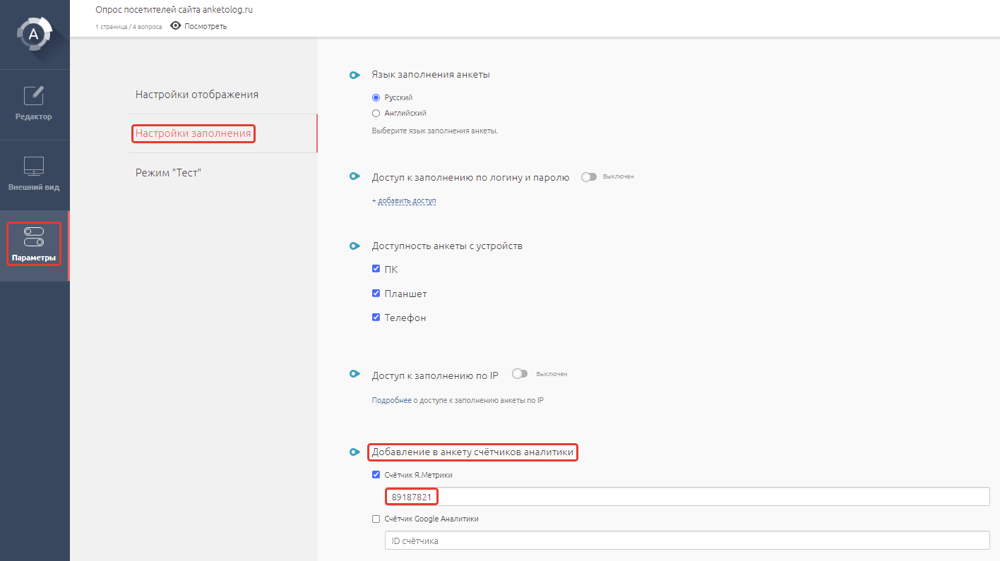 Опрос посетителей сайта anketolog.ru
1 страница / 4 вопроса Посмотреть
A
Редактор
Внешний вид
Параметры
Настройки отображения
Настройки заполнения
Режим "Тест"
Язык заполнения анкеты
Русский
Английский
Выберите язык заполнения анкеты.
Доступ к заполнению по логину и паролю Выключен
+ добавить доступ
Доступность анкеты с устройств
ПК
Планшет
Телефон
Доступ к заполнению по IP Выключен
Подробнее о доступе к заполнению анкеты по IP
Добавление в анкету счётчиков аналитики
Счётчик Я.Метрики
89187821
Счётчик Google Аналитики
ID счётчика